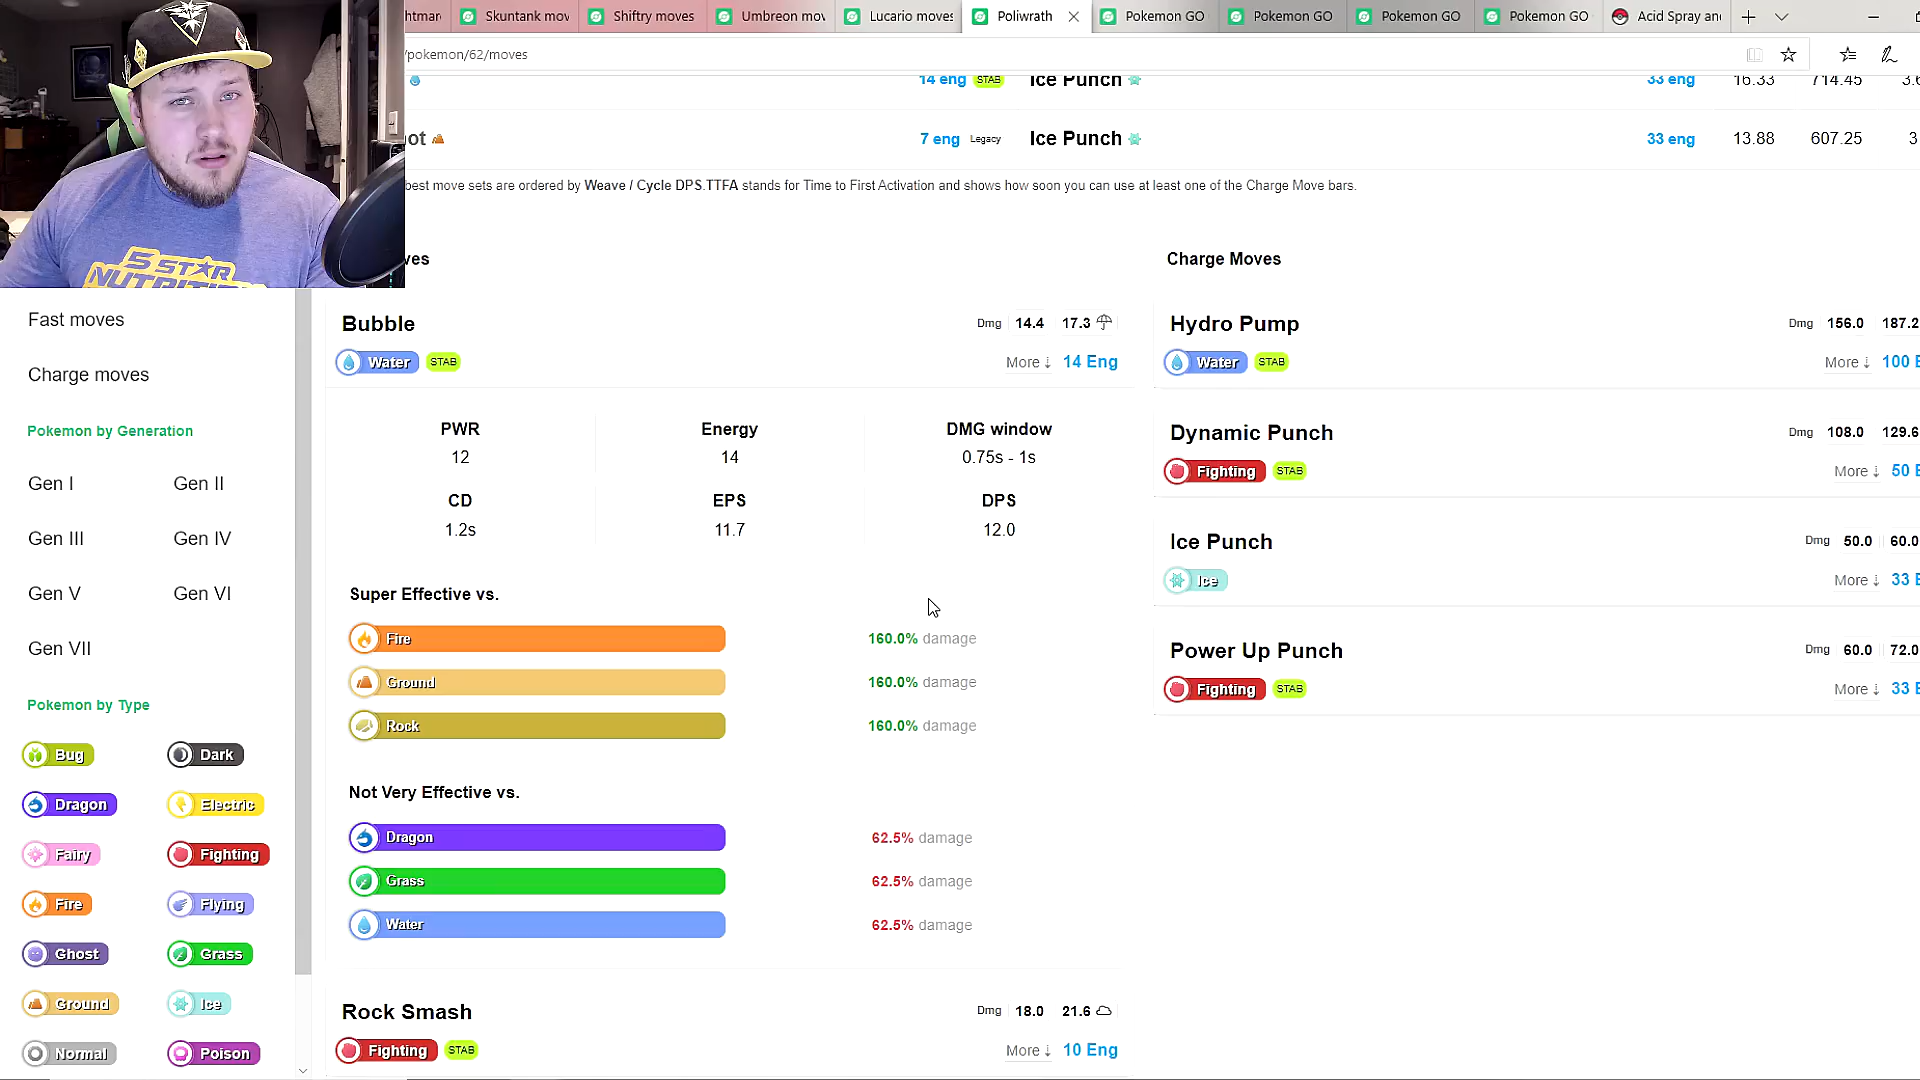 Skuntank mov Shiftry moves Umbreon mov Lucario moves Poliwrath Pokemon GO Pokemon GO Pokemon GO Pokemon GO Acid Spray an
/pokemon/62/moves
14 eng STAB Ice Punch 33 eng 16.33 714.45
ot 7 eng Legacy Ice Punch 33 eng 13.88 607.25 3
best move sets are ordered by Weave / Cycle DPS.TTFA stands for Time to First Activation and shows how soon you can use at least one of the Charge Move bars.
5 STAR
NUTRITI
ves
Charge Moves
Fast moves
Charge moves
Pokemon by Generation
Gen I Gen II
Gen III Gen IV
Gen V Gen VI
Gen VII
Pokemon by Type
Bug Dark
Dragon Electric
Fairy Fighting
Fire Flying
Ghost Grass
Ground Ice
Normal Poison
Bubble Dmg 14.4 17.3
Water STAB More ↓ 14 Eng
PWR Energy DMG window
12 14 0.75s - 1s
CD EPS DPS
1.2s 11.7 12.0
Super Effective vs.
Fire 160.0% damage
Ground 160.0% damage
Rock 160.0% damage
Not Very Effective vs.
Dragon 62.5% damage
Grass 62.5% damage
Water 62.5% damage
Rock Smash Dmg 18.0 21.6
Fighting STAB More ↓ 10 Eng
Hydro Pump Dmg 156.0 187.2
Water STAB More ↓ 100 E
Dynamic Punch Dmg 108.0 129.6
Fighting STAB More ↓ 50 E
Ice Punch Dmg 50.0 60.0
Ice More ↓ 33 E
Power Up Punch Dmg 60.0 72.0
Fighting STAB More ↓ 33 E